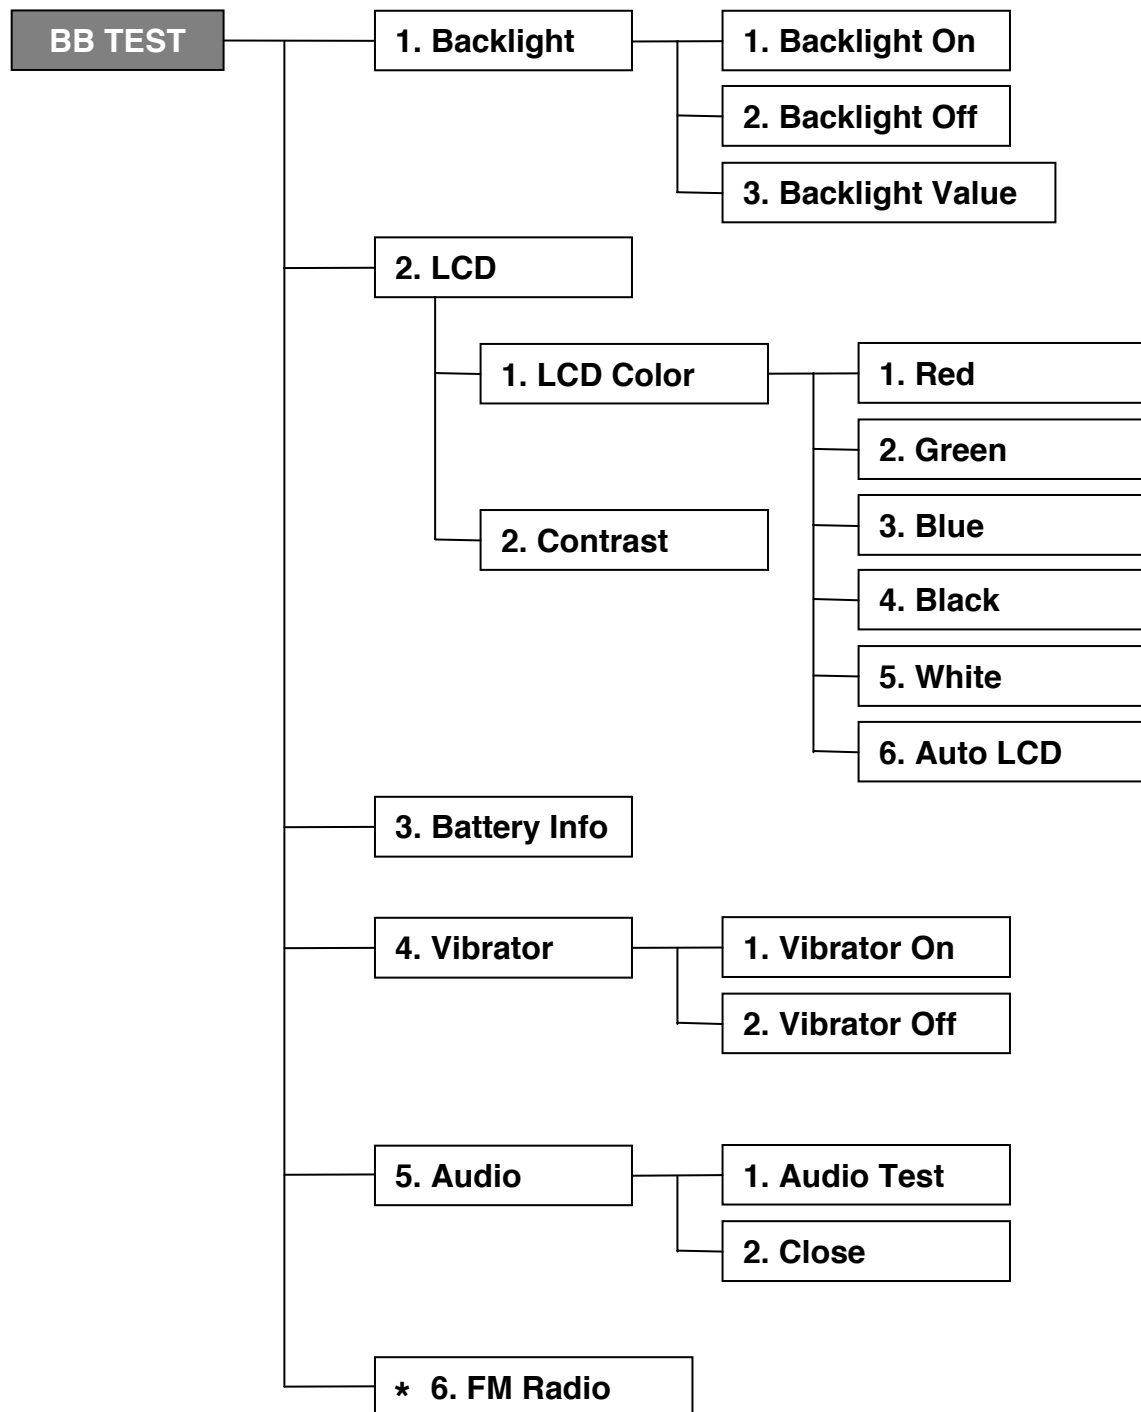 BB TEST
1. Backlight
1. Backlight On
2. Backlight Off
3. Backlight Value
2. LCD
1. LCD Color
1. Red
2. Green
3. Blue
4. Black
5. White
6. Auto LCD
2. Contrast
3. Battery Info
4. Vibrator
1. Vibrator On
2. Vibrator Off
5. Audio
1. Audio Test
2. Close
* 6. FM Radio